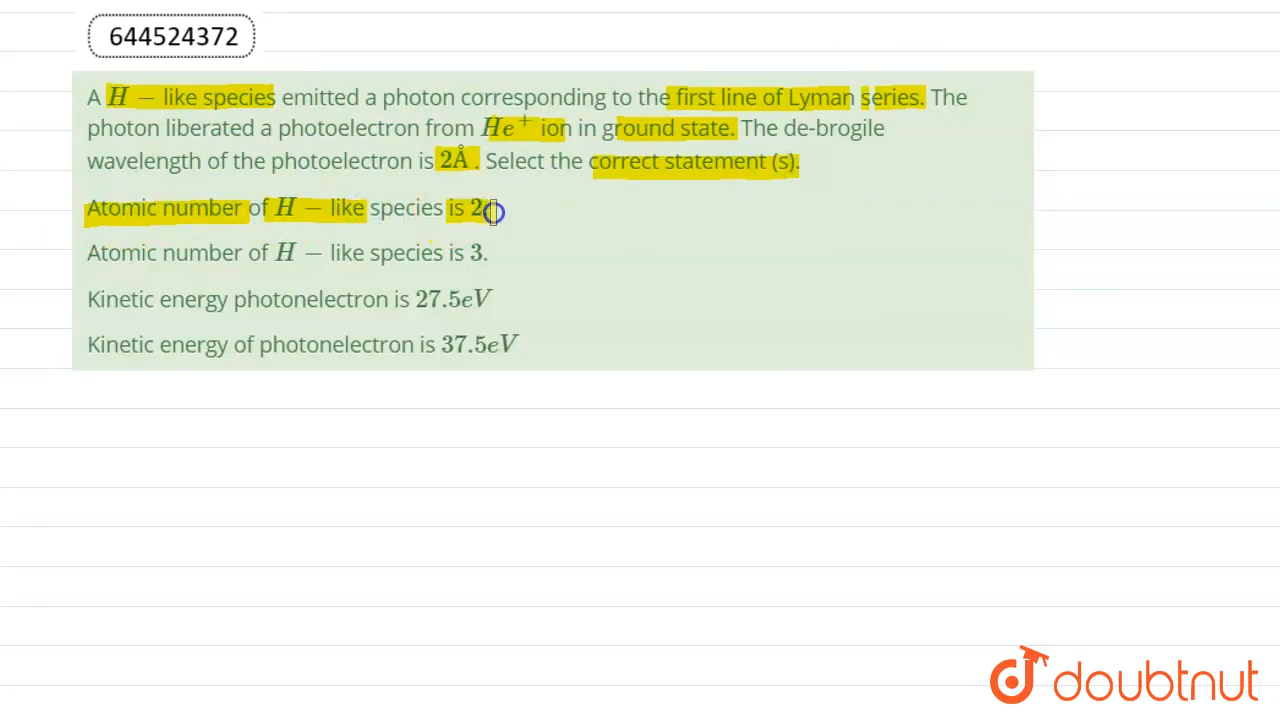 644524372
A H − like species emitted a photon corresponding to the first line of Lyman series. The
photon liberated a photoelectron from He⁺ ion in ground state. The de-brogile
wavelength of the photoelectron is 2Å. Select the correct statement (s).
Atomic number of H − like species is 2
Atomic number of H − like species is 3.
Kinetic energy photonelectron is 27.5eV
Kinetic energy of photonelectron is 37.5eV
doubtnut